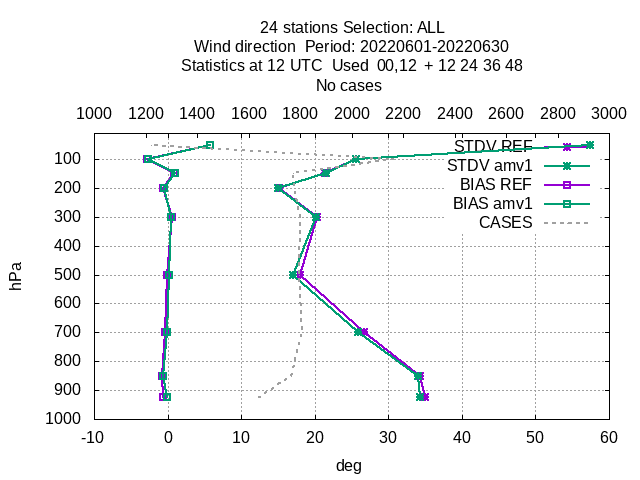 24 stations Selection: ALL
Wind direction  Period: 20220601-20220630
Statistics at 12 UTC  Used  00,12  + 12 24 36 48
No cases
1000 1200 1400 1600 1800 2000 2200 2400 2600 2800 3000
STDV REF
STDV amv1
BIAS REF
BIAS amv1
CASES
100
200
300
400
500
600
700
800
900
1000
hPa
-10 0 10 20 30 40 50 60
deg